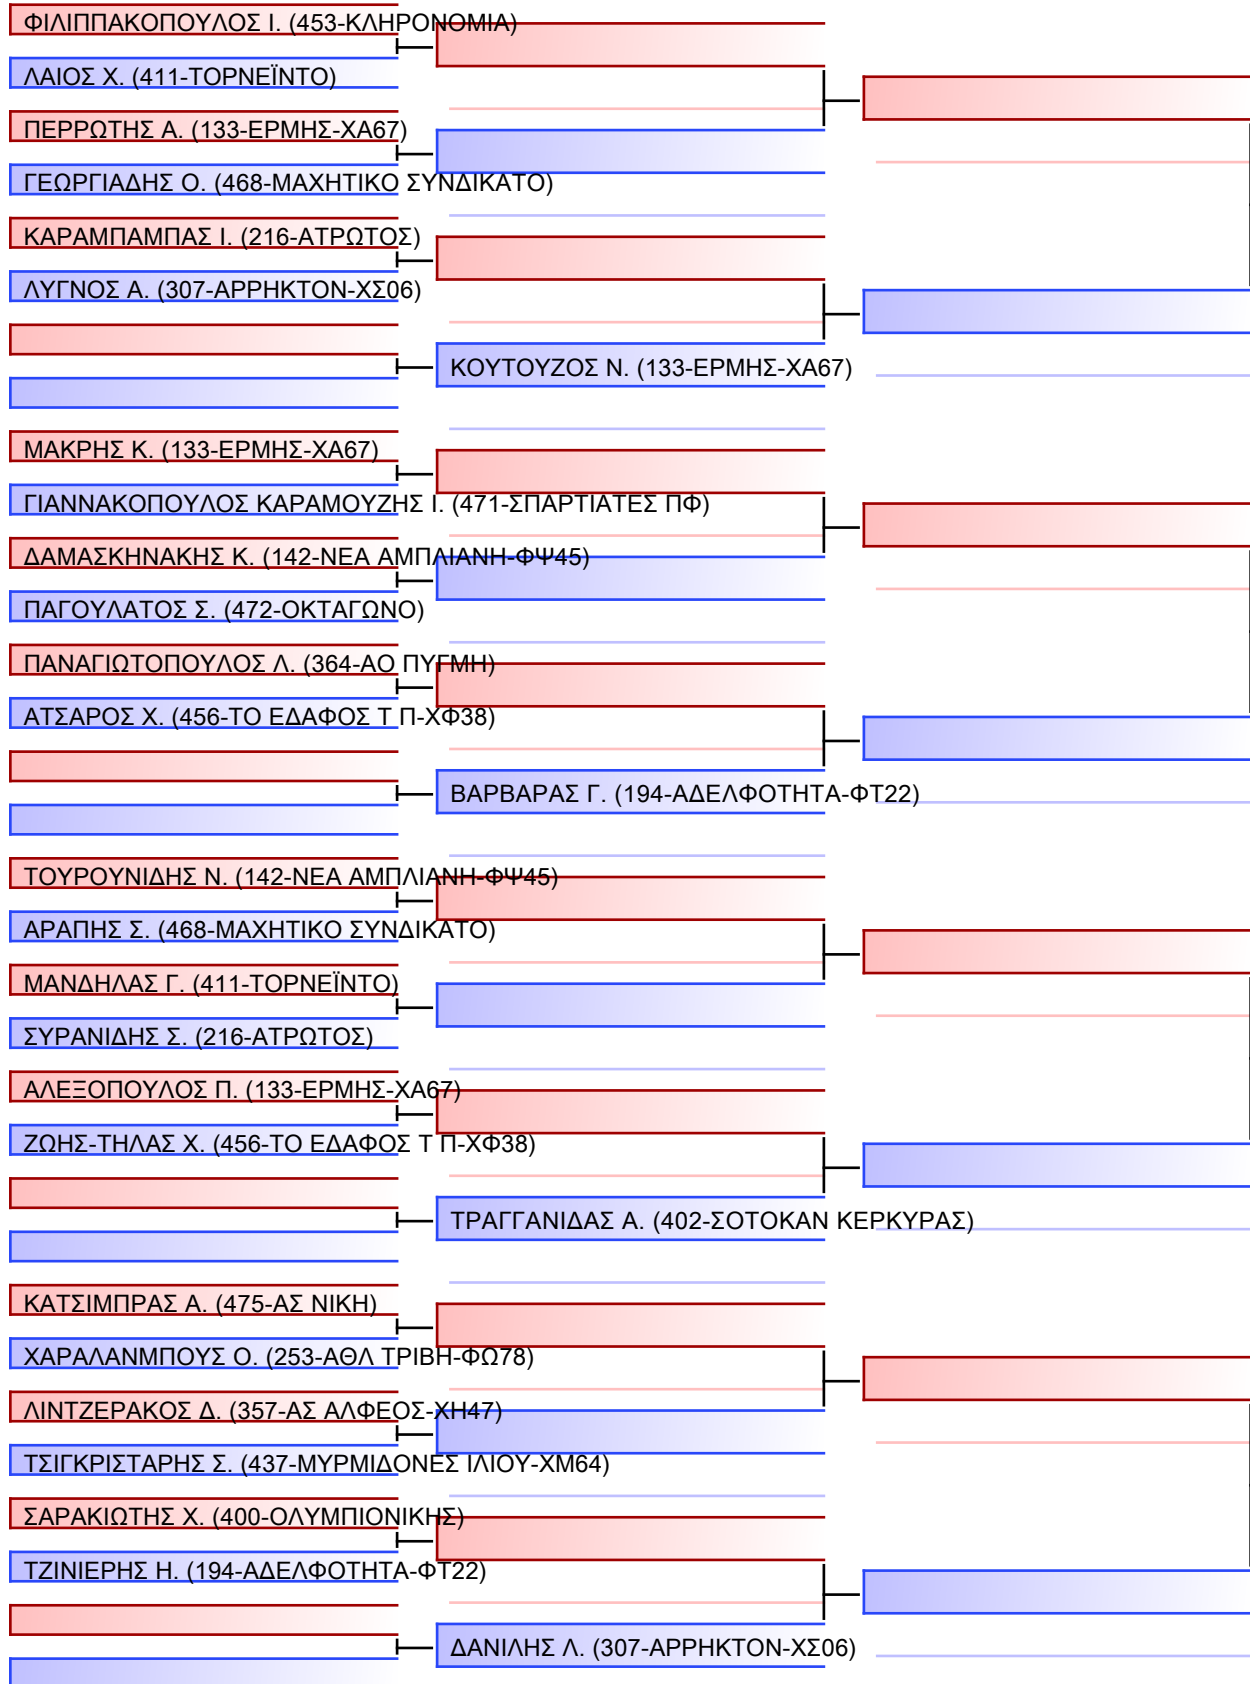 ΦΙΛΙΠΠΑΚΟΠΟΥΛΟΣ Ι. (453-ΚΛΗΡΟΝΟΜΙΑ)
ΛΑΙΟΣ Χ. (411-ΤΟΡΝΕΪΝΤΟ)
ΠΕΡΡΩΤΗΣ Α. (133-ΕΡΜΗΣ-ΧΑ67)
ΓΕΩΡΓΙΑΔΗΣ Ο. (468-ΜΑΧΗΤΙΚΟ ΣΥΝΔΙΚΑΤΟ)
ΚΑΡΑΜΠΑΜΠΑΣ Ι. (216-ΑΤΡΩΤΟΣ)
ΛΥΓΝΟΣ Α. (307-ΑΡΡΗΚΤΟΝ-ΧΣ06)
ΚΟΥΤΟΥΖΟΣ Ν. (133-ΕΡΜΗΣ-ΧΑ67)
ΜΑΚΡΗΣ Κ. (133-ΕΡΜΗΣ-ΧΑ67)
ΓΙΑΝΝΑΚΟΠΟΥΛΟΣ ΚΑΡΑΜΟΥΖΗΣ Ι. (471-ΣΠΑΡΤΙΑΤΕΣ ΠΦ)
ΔΑΜΑΣΚΗΝΑΚΗΣ Κ. (142-ΝΕΑ ΑΜΠΛΙΑΝΗ-ΦΨ45)
ΠΑΓΟΥΛΑΤΟΣ Σ. (472-ΟΚΤΑΓΩΝΟ)
ΠΑΝΑΓΙΩΤΟΠΟΥΛΟΣ Λ. (364-ΑΟ ΠΥΓΜΗ)
ΑΤΣΑΡΟΣ Χ. (456-ΤΟ ΕΔΑΦΟΣ Τ Π-ΧΦ38)
ΒΑΡΒΑΡΑΣ Γ. (194-ΑΔΕΛΦΟΤΗΤΑ-ΦΤ22)
ΤΟΥΡΟΥΝΙΔΗΣ Ν. (142-ΝΕΑ ΑΜΠΛΙΑΝΗ-ΦΨ45)
ΑΡΑΠΗΣ Σ. (468-ΜΑΧΗΤΙΚΟ ΣΥΝΔΙΚΑΤΟ)
ΜΑΝΔΗΛΑΣ Γ. (411-ΤΟΡΝΕΪΝΤΟ)
ΣΥΡΑΝΙΔΗΣ Σ. (216-ΑΤΡΩΤΟΣ)
ΑΛΕΞΟΠΟΥΛΟΣ Π. (133-ΕΡΜΗΣ-ΧΑ67)
ΖΩΗΣ-ΤΗΛΑΣ Χ. (456-ΤΟ ΕΔΑΦΟΣ Τ Π-ΧΦ38)
ΤΡΑΓΓΑΝΙΔΑΣ Α. (402-ΣΟΤΟΚΑΝ ΚΕΡΚΥΡΑΣ)
ΚΑΤΣΙΜΠΡΑΣ Α. (475-ΑΣ ΝΙΚΗ)
ΧΑΡΑΛΑΝΜΠΟΥΣ Ο. (253-ΑΘΛ ΤΡΙΒΗ-ΦΩ78)
ΛΙΝΤΖΕΡΑΚΟΣ Δ. (357-ΑΣ ΑΛΦΕΟΣ-ΧΗ47)
ΤΣΙΓΚΡΙΣΤΑΡΗΣ Σ. (437-ΜΥΡΜΙΔΟΝΕΣ ΙΛΙΟΥ-ΧΜ64)
ΣΑΡΑΚΙΩΤΗΣ Χ. (400-ΟΛΥΜΠΙΟΝΙΚΗΣ)
ΤΖΙΝΙΕΡΗΣ Η. (194-ΑΔΕΛΦΟΤΗΤΑ-ΦΤ22)
ΔΑΝΙΛΗΣ Λ. (307-ΑΡΡΗΚΤΟΝ-ΧΣ06)